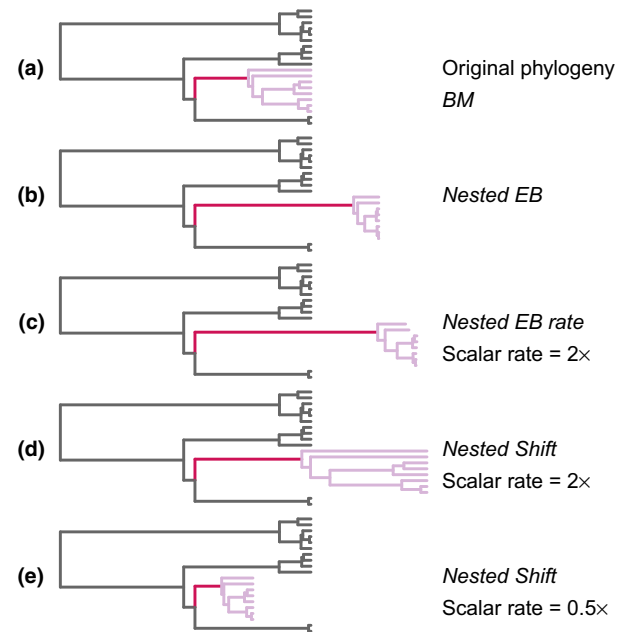 (a)
Original phylogeny
BM
(b)
Nested EB
(c)
Nested EB rate
Scalar rate = 2×
(d)
Nested Shift
Scalar rate = 2×
(e)
Nested Shift
Scalar rate = 0.5×